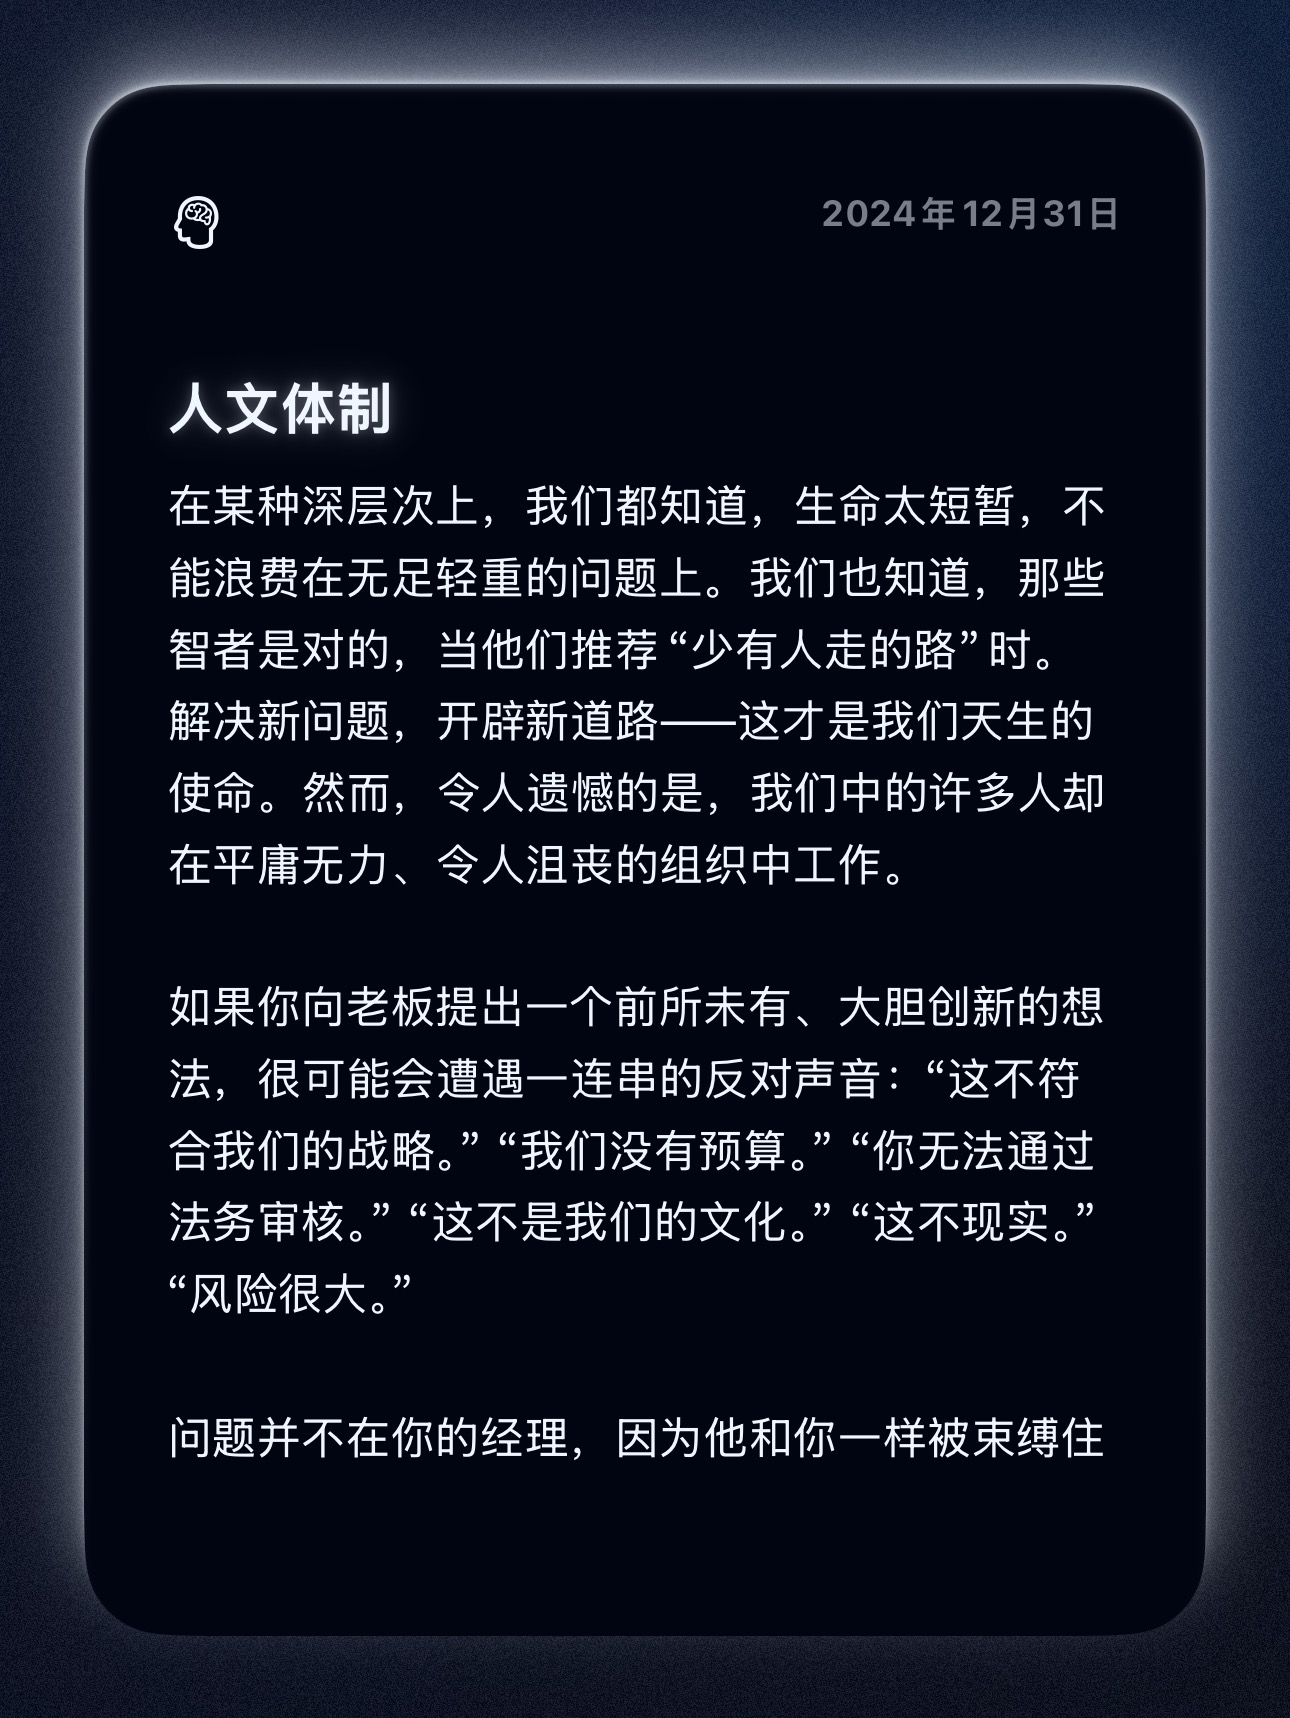 2024年12月31日
人文体制
在某种深层次上，我们都知道，生命太短暂，不
能浪费在无足轻重的问题上。我们也知道，那些
智者是对的，当他们推荐“少有人走的路”时。
解决新问题，开辟新道路——这才是我们天生的
使命。然而，令人遗憾的是，我们中的许多人却
在平庸无力、令人沮丧的组织中工作。
如果你向老板提出一个前所未有、大胆创新的想
法，很可能会遭遇一连串的反对声音：“这不符
合我们的战略。” “我们没有预算。” “你无法通过
法务审核。” “这不是我们的文化。” “这不现实。”
“风险很大。”
问题并不在你的经理，因为他和你一样被束缚住